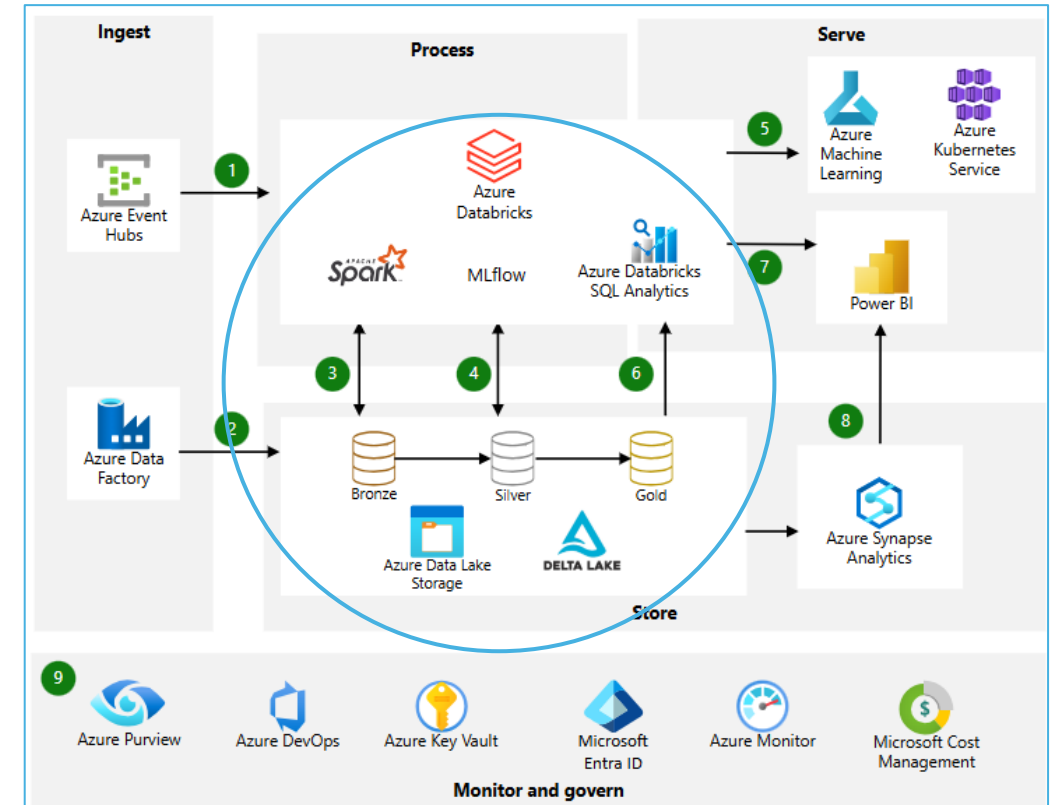 Ingest
Process
Serve
Azure Event
Hubs
1
Azure
Databricks
APACHE
Spark
MLflow
Azure Databricks
SQL Analytics
5
Azure
Machine
Learning
Azure
Kubernetes
Service
7
Power BI
3
4
6
8
Azure Data
Factory
2
Bronze
Silver
Gold
Azure Data Lake
Storage
DELTA LAKE
Azure Synapse
Analytics
Store
9
Azure Purview
Azure DevOps
Azure Key Vault
Microsoft
Entra ID
Azure Monitor
$
Microsoft Cost
Management
Monitor and govern